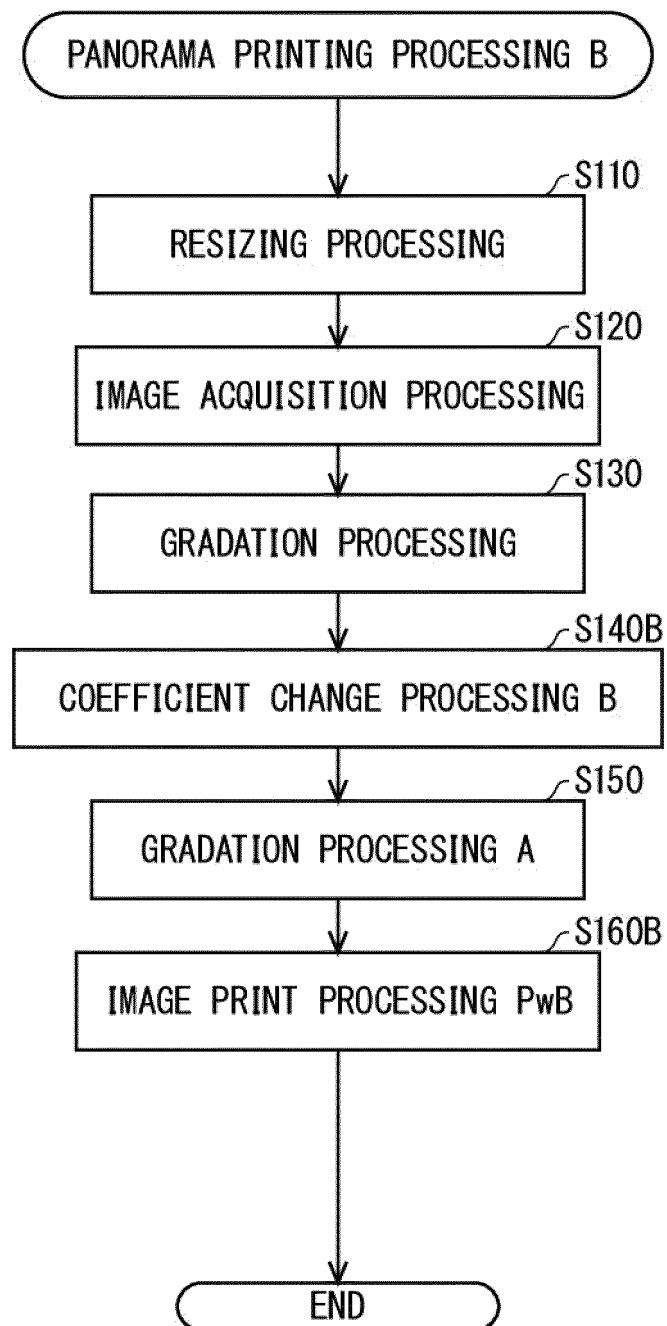 PANORAMA PRINTING PROCESSING B
S110
RESIZING PROCESSING
S120
IMAGE ACQUISITION PROCESSING
S130
GRADATION PROCESSING
S140B
COEFFICIENT CHANGE PROCESSING B
S150
GRADATION PROCESSING A
S160B
IMAGE PRINT PROCESSING PwB
END